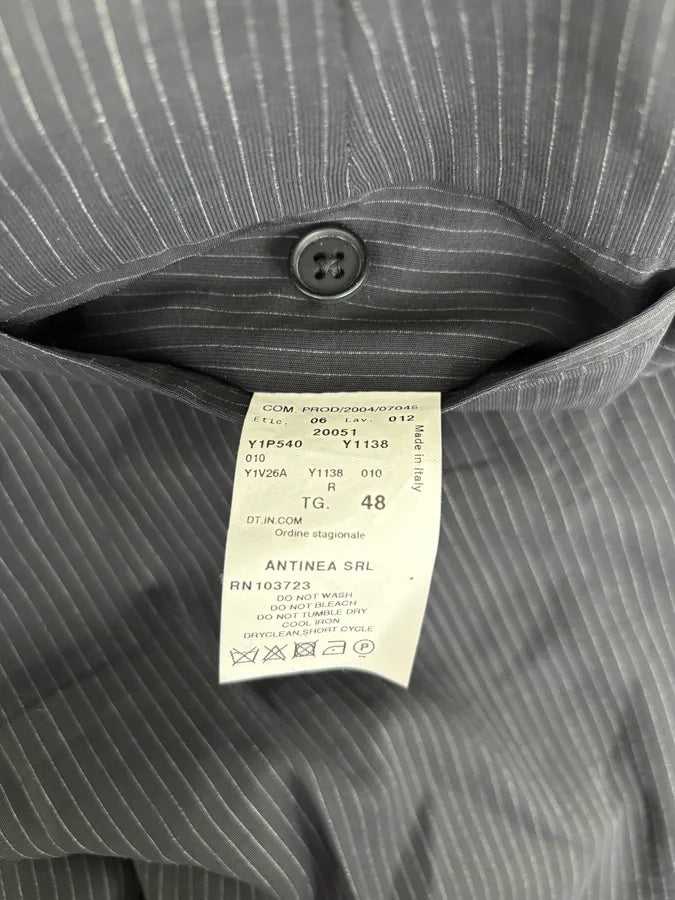 COM. PROD/2004/07045
Etic. 06 Lav. 012
20051
Y1P540 Y1138
010
Y1V26A Y1138 010
R
TG. 48
DT.IN.COM
Ordine stagionale
Made in Italy
ANTINEA SRL
RN103723
DO NOT WASH
DO NOT BLEACH
DO NOT TUMBLE DRY
COOL IRON
DRYCLEAN,SHORT CYCLE
P